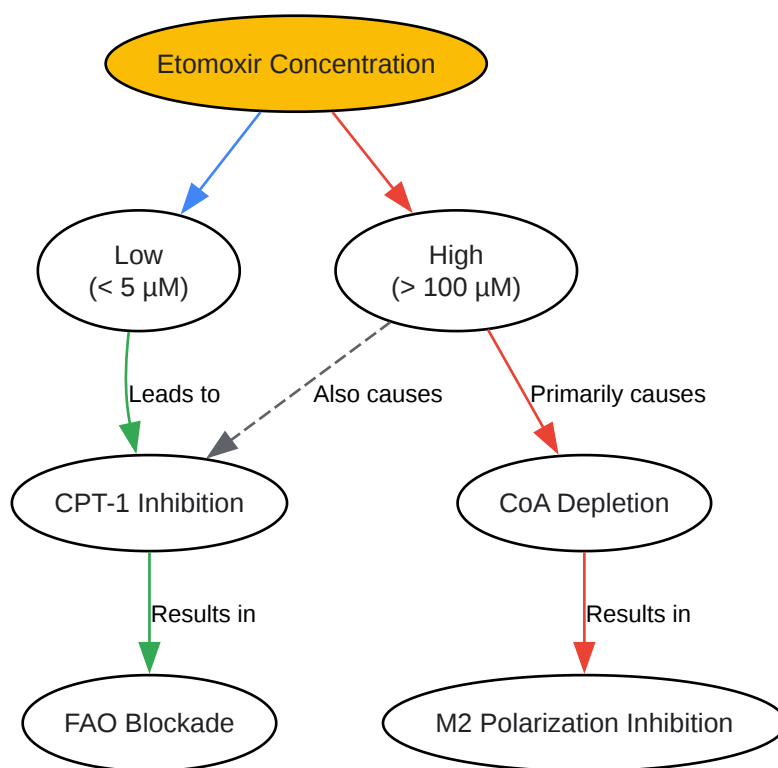 Etomoxir Concentration
Low
(< 5 µM)
High
(> 100 µM)
Leads to
Also causes
Primarily causes
CPT-1 Inhibition
CoA Depletion
Results in
Results in
FAO Blockade
M2 Polarization Inhibition